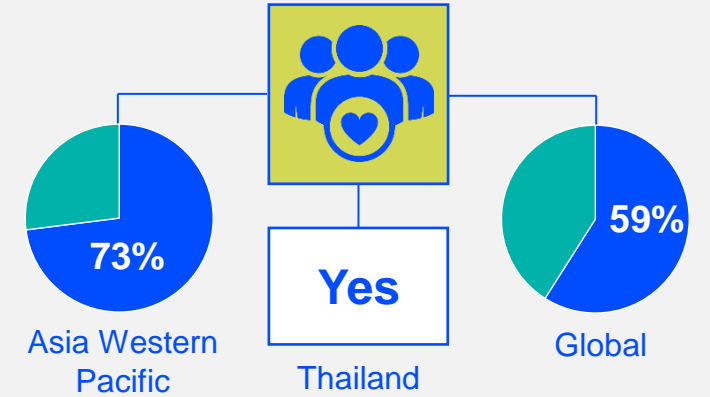 73%
Asia Western
Pacific
Yes
Thailand
59%
Global